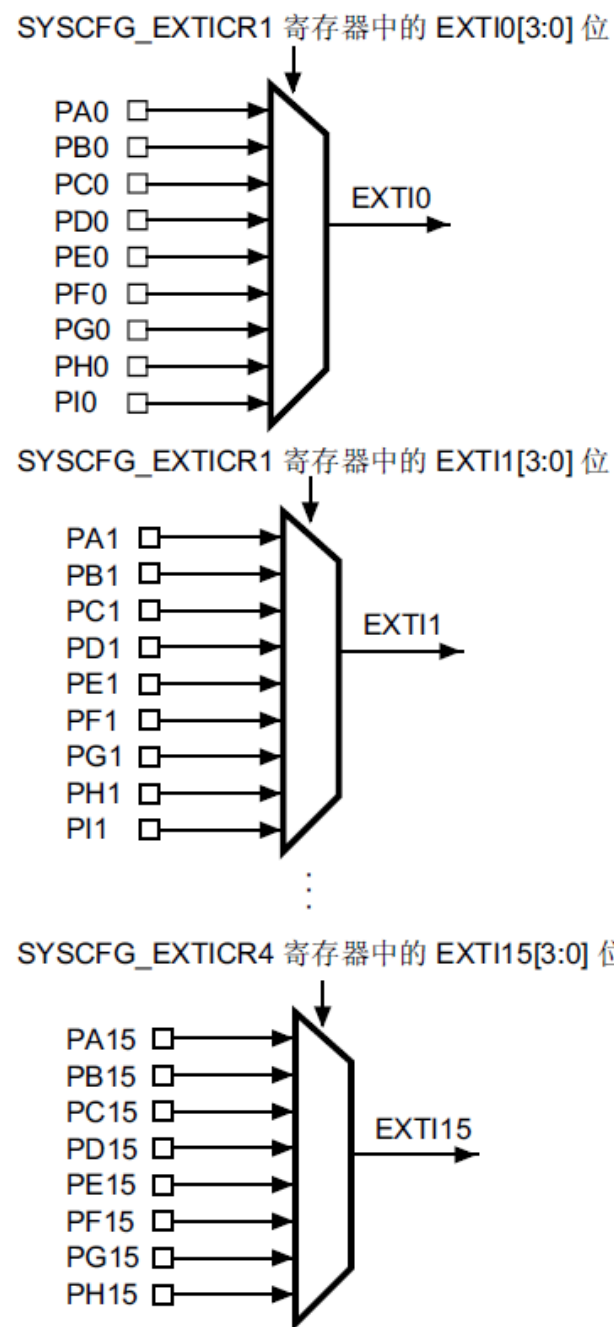 SYSCFG_EXTICR1 寄存器中的 EXTI0[3:0] 位
PA0
PB0
PC0
PD0
PE0
PF0
PG0
PH0
PI0
EXTI0
SYSCFG_EXTICR1 寄存器中的 EXTI1[3:0] 位
PA1
PB1
PC1
PD1
PE1
PF1
PG1
PH1
PI1
EXTI1
SYSCFG_EXTICR4 寄存器中的 EXTI15[3:0] 位
PA15
PB15
PC15
PD15
PE15
PF15
PG15
PH15
EXTI15